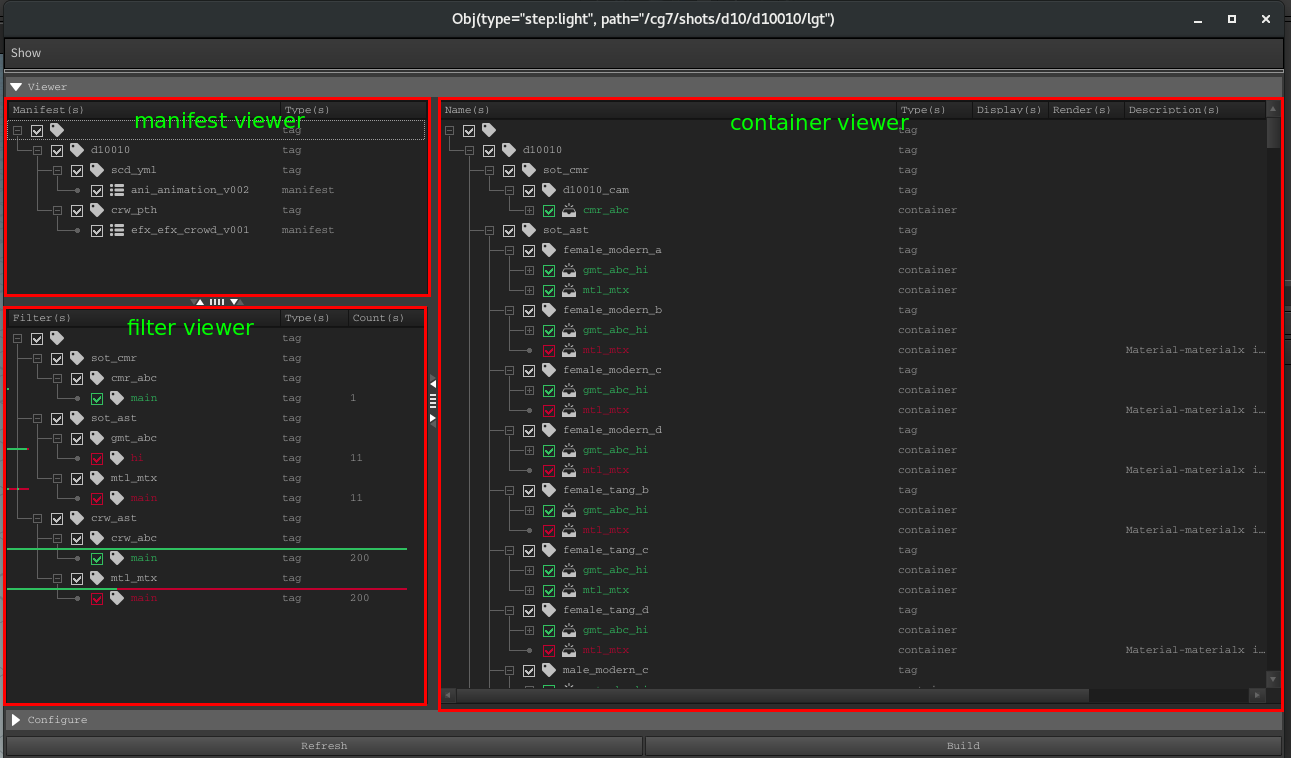 Obj(type="step:light", path="/cg7/shots/d10/d10010/lgt")
Show
Viewer
Manifest(s) Type(s)
manifest viewer
tag
d10010 tag
scd_yml tag
ani_animation_v002 manifest
crw_pth tag
efx_efx_crowd_v001 manifest
Filter(s) Type(s) Count(s)
filter viewer
tag
sot_cmr tag
cmr_abc tag
main tag 1
sot_ast tag
gmt_abc tag
hi tag 11
mtl_mtx tag
main tag 11
crw_ast tag
crw_abc tag
main tag 200
mtl_mtx tag
main tag 200
Name(s) Type(s) Display(s) Render(s) Description(s)
container viewer
tag
d10010 tag
sot_cmr tag
d10010_cam tag
cmr_abc container
sot_ast tag
female_modern_a tag
gmt_abc_hi container
mtl_mtx container
female_modern_b tag
gmt_abc_hi container
mtl_mtx container Material-materialx i…
female_modern_c tag
gmt_abc_hi container
mtl_mtx container Material-materialx i…
female_modern_d tag
gmt_abc_hi container
mtl_mtx container Material-materialx i…
female_tang_b tag
gmt_abc_hi container
mtl_mtx container Material-materialx i…
female_tang_c tag
gmt_abc_hi container
mtl_mtx container
female_tang_d tag
gmt_abc_hi container
mtl_mtx container Material-materialx i…
male_modern_c tag
Configure
Refresh Build